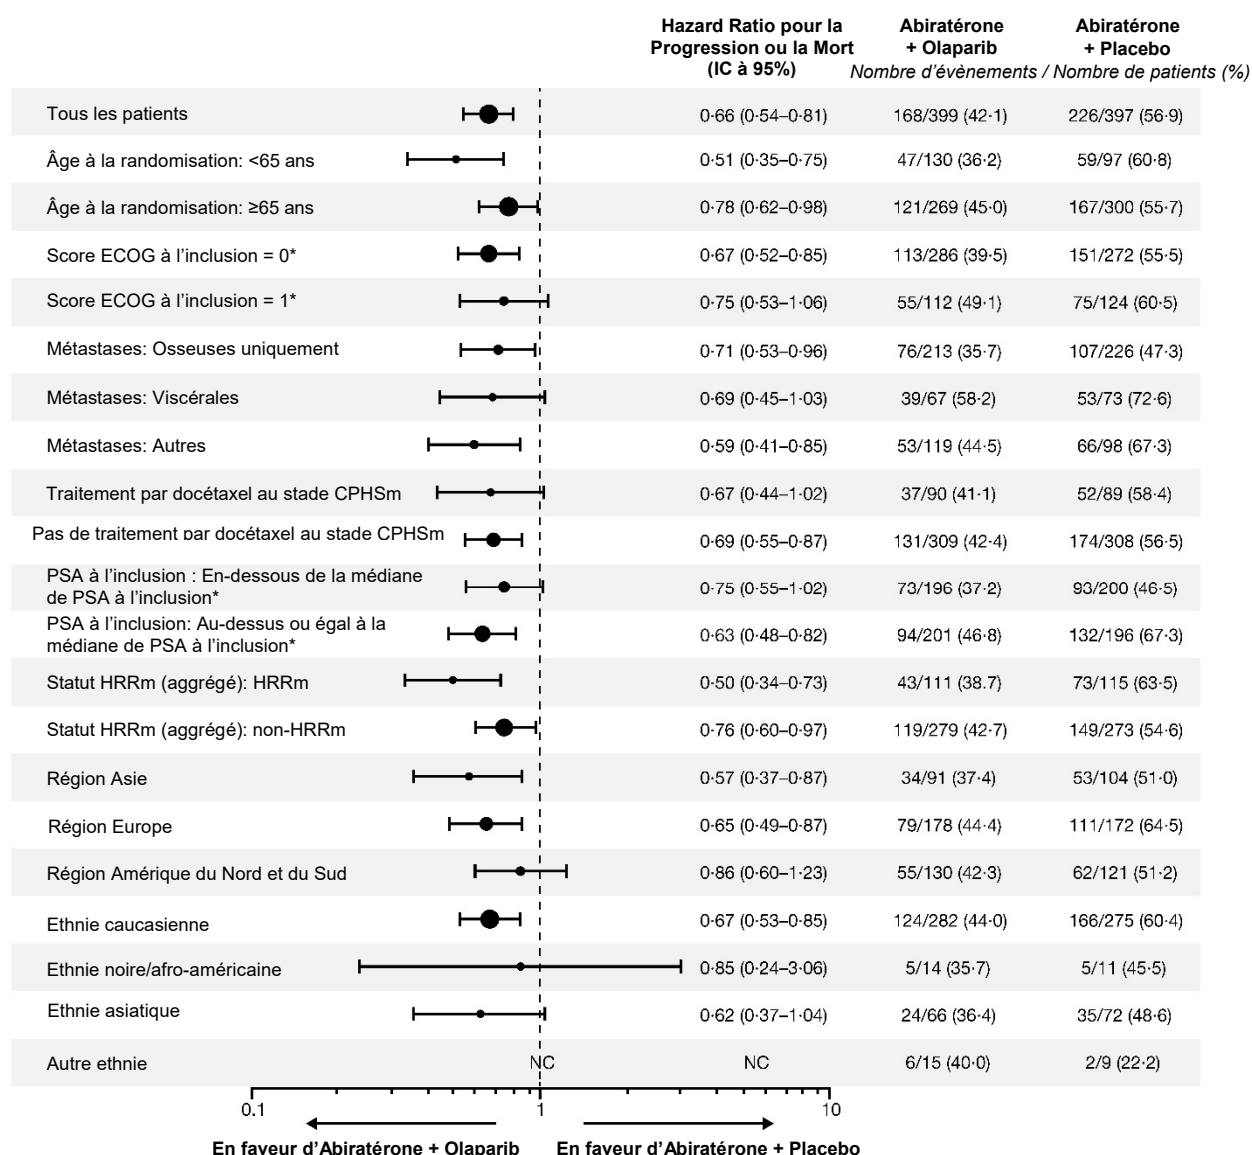 Hazard Ratio pour la Progression ou la Mort (IC à 95%)
Abiratérone + Olaparib
Abiratérone + Placebo
Nombre d'évènements / Nombre de patients (%)
Tous les patients 0·66 (0·54–0·81) 168/399 (42·1) 226/397 (56·9)
Âge à la randomisation: <65 ans 0·51 (0·35–0·75) 47/130 (36·2) 59/97 (60·8)
Âge à la randomisation: ≥65 ans 0·78 (0·62–0·98) 121/269 (45·0) 167/300 (55·7)
Score ECOG à l'inclusion = 0* 0·67 (0·52–0·85) 113/286 (39·5) 151/272 (55·5)
Score ECOG à l'inclusion = 1* 0·75 (0·53–1·06) 55/112 (49·1) 75/124 (60·5)
Métastases: Osseuses uniquement 0·71 (0·53–0·96) 76/213 (35·7) 107/226 (47·3)
Métastases: Viscérales 0·69 (0·45–1·03) 39/67 (58·2) 53/73 (72·6)
Métastases: Autres 0·59 (0·41–0·85) 53/119 (44·5) 66/98 (67·3)
Traitement par docétaxel au stade CPHSm 0·67 (0·44–1·02) 37/90 (41·1) 52/89 (58·4)
Pas de traitement par docétaxel au stade CPHSm 0·69 (0·55–0·87) 131/309 (42·4) 174/308 (56·5)
PSA à l'inclusion : En-dessous de la médiane
de PSA à l'inclusion* 0·75 (0·55–1·02) 73/196 (37·2) 93/200 (46·5)
PSA à l'inclusion: Au-dessus ou égal à la
médiane de PSA à l'inclusion* 0·63 (0·48–0·82) 94/201 (46·8) 132/196 (67·3)
Statut HRRm (aggrégé): HRRm 0·50 (0·34–0·73) 43/111 (38.7) 73/115 (63·5)
Statut HRRm (aggrégé): non-HRRm 0·76 (0·60–0·97) 119/279 (42·7) 149/273 (54·6)
Région Asie 0·57 (0·37–0·87) 34/91 (37·4) 53/104 (51·0)
Région Europe 0·65 (0·49–0·87) 79/178 (44·4) 111/172 (64·5)
Région Amérique du Nord et du Sud 0·86 (0·60–1·23) 55/130 (42·3) 62/121 (51·2)
Ethnie caucasienne 0·67 (0·53–0·85) 124/282 (44·0) 166/275 (60·4)
Ethnie noire/afro-américaine 0·85 (0·24–3·06) 5/14 (35·7) 5/11 (45·5)
Ethnie asiatique 0·62 (0·37–1·04) 24/66 (36·4) 35/72 (48·6)
Autre ethnie NC NC 6/15 (40·0) 2/9 (22·2)
0.1 1 10
En faveur d'Abiratérone + Olaparib En faveur d'Abiratérone + Placebo